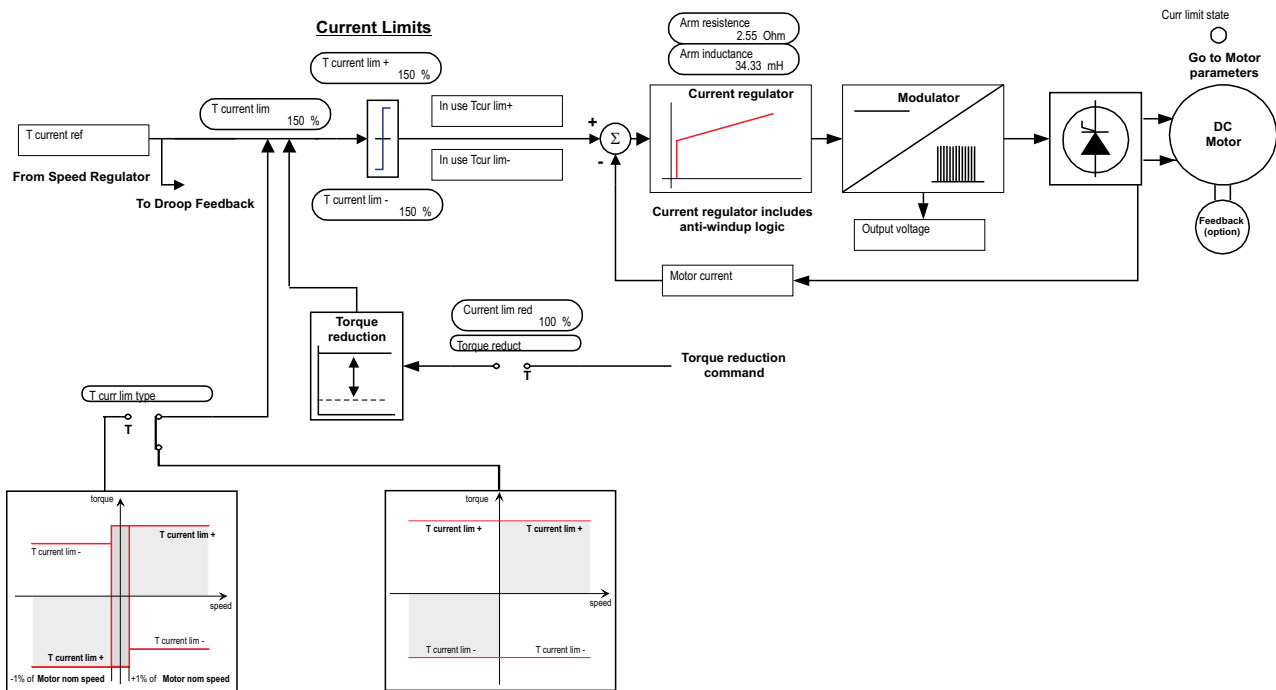 Current Limits
T current lim +
150 %
T current lim
150 %
T current ref
From Speed Regulator
To Droop Feedback
T current lim -
150 %
In use Tcur lim+
In use Tcur lim-
+
Σ
-
Arm resistence
2.55 Ohm
Arm inductance
34.33 mH
Current regulator
Current regulator includes
anti-windup logic
Modulator
Output voltage
Motor current
Curr limit state
Go to Motor
parameters
DC
Motor
Feedback
(option)
Torque
reduction
Current lim red
100 %
Torque reduct
T
Torque reduction
command
T curr lim type
T
torque
T current lim +
T current lim -
speed
T current lim -
T current lim +
-1% of Motor nom speed
+1% of Motor nom speed
torque
T current lim +
T current lim +
speed
T current lim -
T current lim -